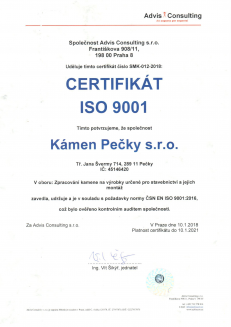 Advis T Consulting
Společnost Advis Consulting s.r.o.
Františkova 908/11,
198 00 Praha 8
Uděluje tímto certifikát číslo SMK-012-2018:
CERTIFIKÁT
ISO 9001
Tímto potvrzujeme, že společnost
Kámen Pečky s.r.o.
Tř. Jana Švermy 714, 289 11 Pečky
IČ: 45146420
V oboru: Zpracování kamene na výrobky určené pro stavebnictví a jejich
montáž
zavedla, udržuje a je v souladu s požadavky normy ČSN EN ISO 9001:2016,
což bylo ověřeno kontrolním auditem společnosti.
Za Advis Consulting s.r.o.
V Praze dne 10.1.2018
Platnost certifikátu do 10.1.2021
Ing. Vít Šikýř, jednatel